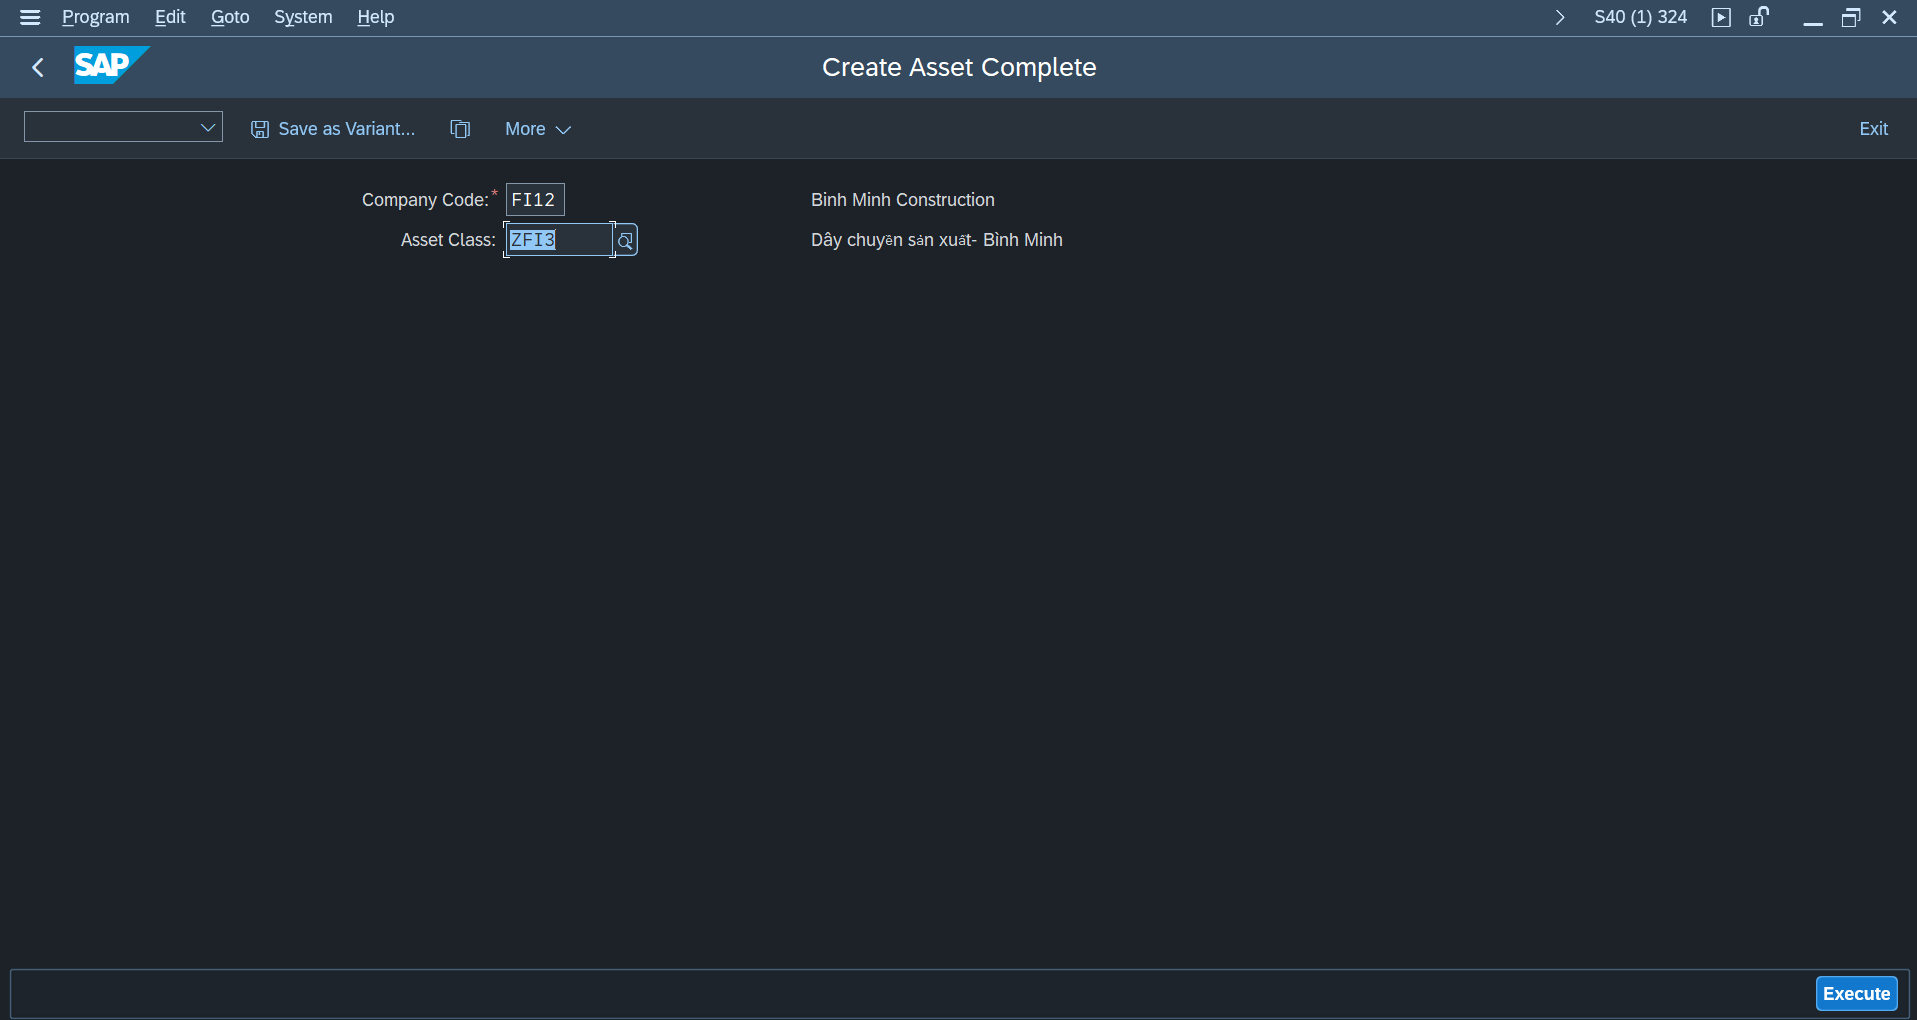 Program Edit Goto System Help S40 (1) 324
SAP Create Asset Complete
Save as Variant... More Exit
Company Code:* FI12 Binh Minh Construction
Asset Class: ZFI3 Dây chuyền sản xuất- Bình Minh
Execute